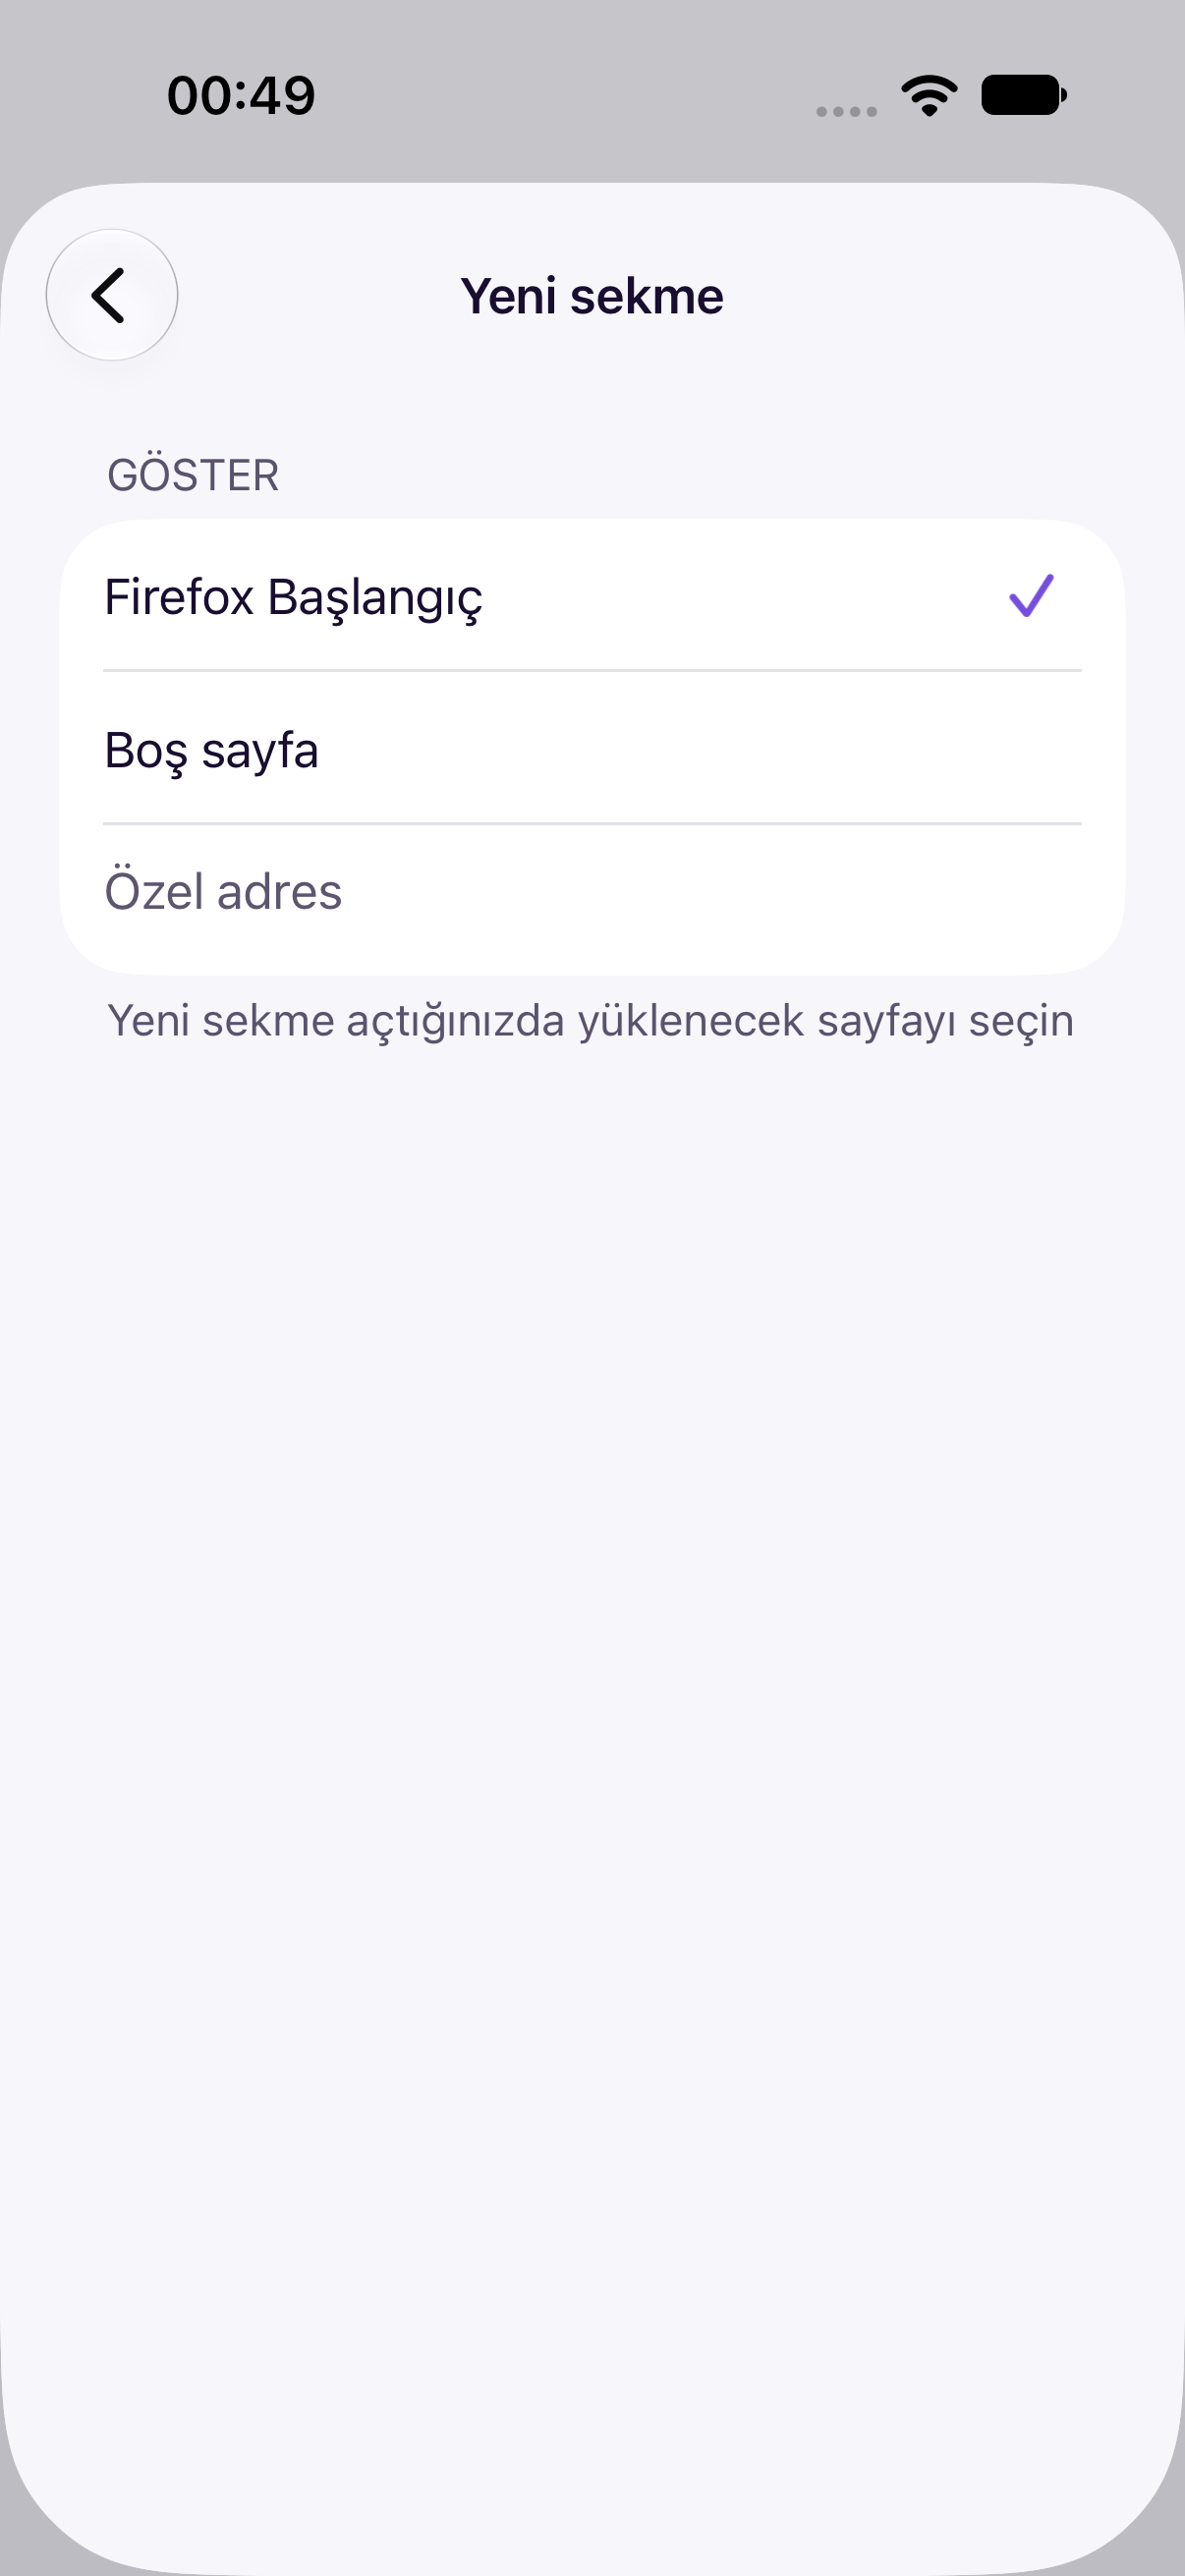 00:49
Yeni sekme
GÖSTER
Firefox Başlangıç
Boş sayfa
Özel adres
Yeni sekme açtığınızda yüklenecek sayfayı seçin